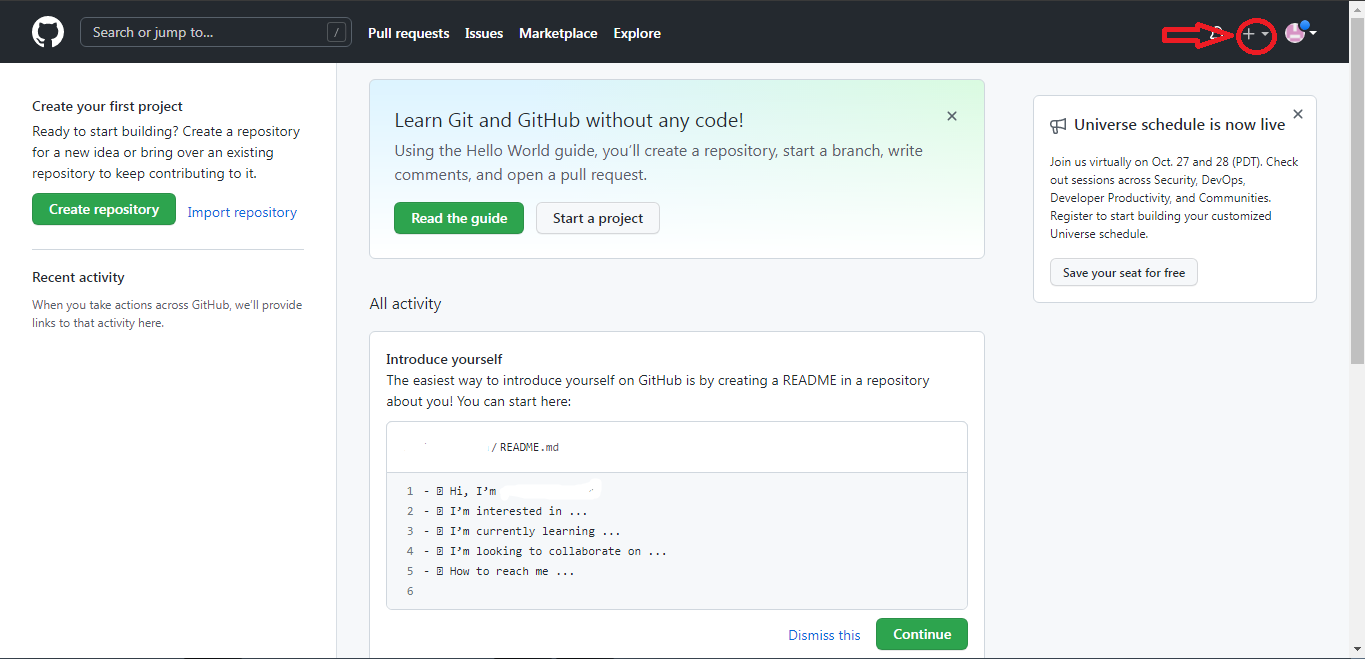 Search or jump to... /
Pull requests Issues Marketplace Explore
Create your first project
Ready to start building? Create a repository
for a new idea or bring over an existing
repository to keep contributing to it.
Create repository Import repository
Recent activity
When you take actions across GitHub, we'll provide
links to that activity here.
Learn Git and GitHub without any code!
Using the Hello World guide, you'll create a repository, start a branch, write
comments, and open a pull request.
Read the guide Start a project
All activity
Introduce yourself
The easiest way to introduce yourself on GitHub is by creating a README in a repository
about you! You can start here:
/ README.md
1 - Hi, I'm
2 - I'm interested in ...
3 - I'm currently learning ...
4 - I'm looking to collaborate on ...
5 - How to reach me ...
6
Dismiss this Continue
Universe schedule is now live
Join us virtually on Oct. 27 and 28 (PDT). Check
out sessions across Security, DevOps,
Developer Productivity, and Communities.
Register to start building your customized
Universe schedule.
Save your seat for free